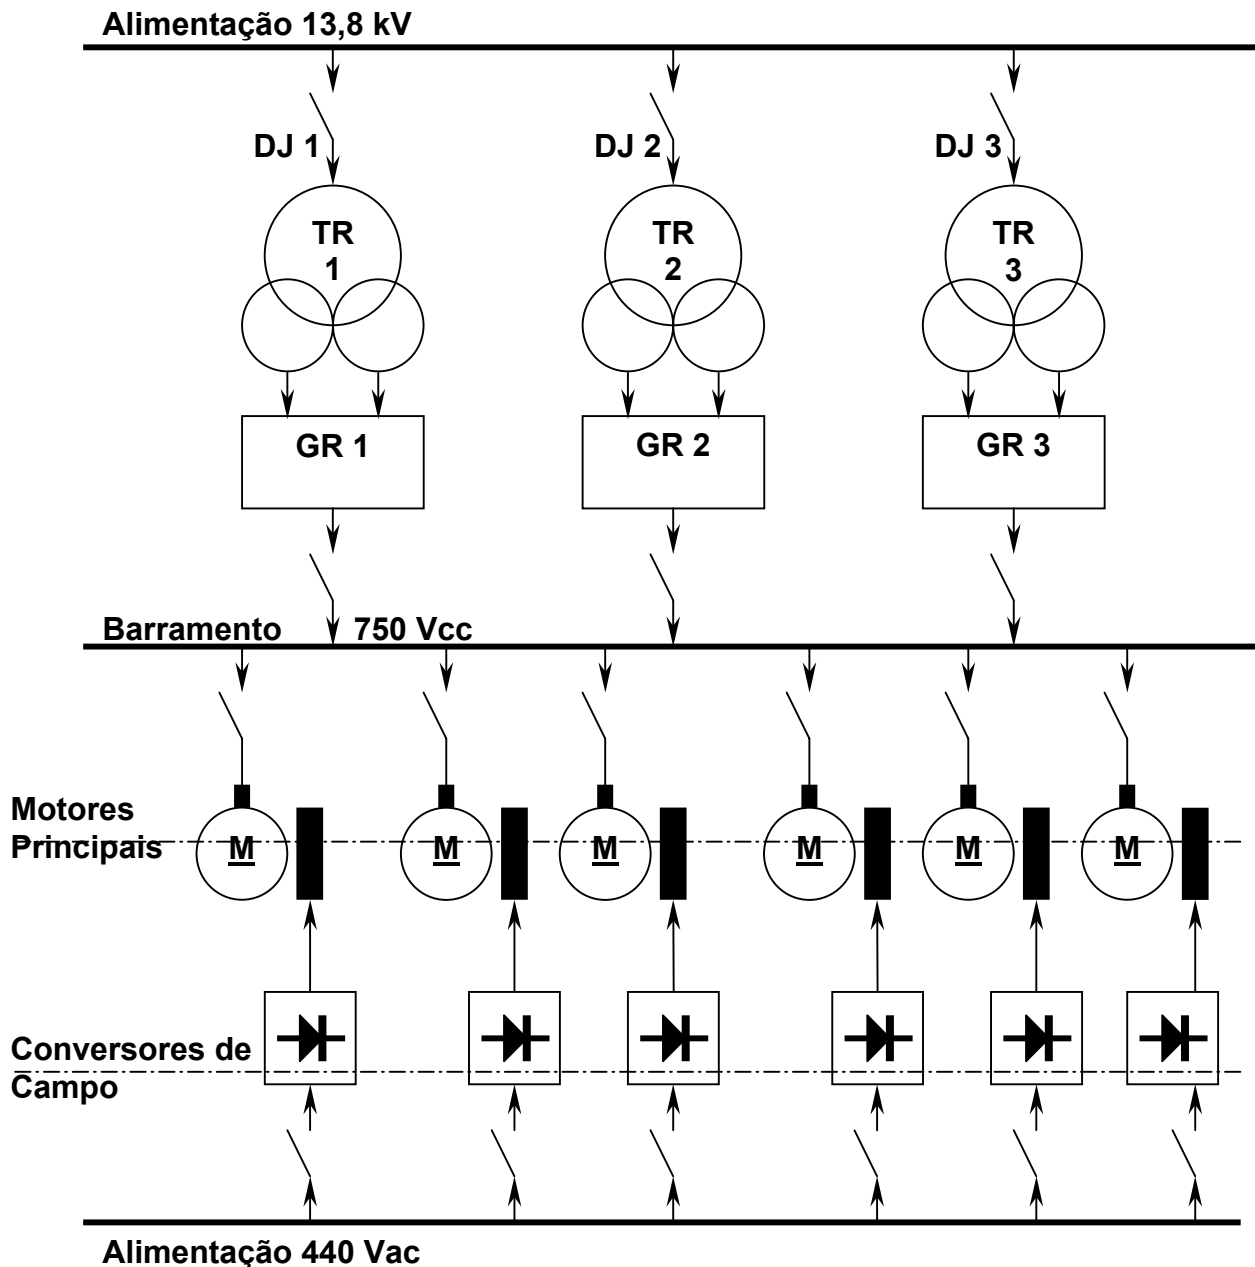 Alimentação 13,8 kV
DJ 1
DJ 2
DJ 3
TR
1
TR
2
TR
3
GR 1
GR 2
GR 3
Barramento 750 Vcc
Motores
Principais
M
M
M
M
M
M
Conversores de
Campo
Alimentação 440 Vac